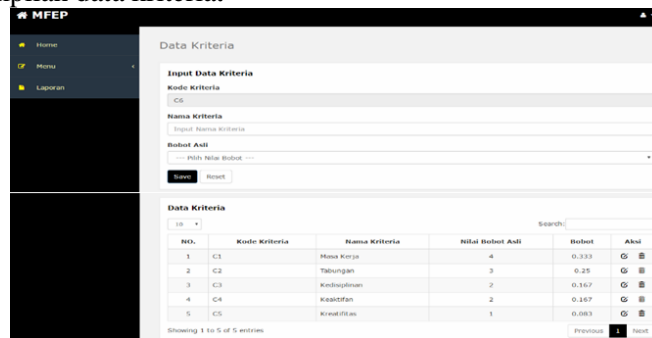 MFEP
Home
Data Kriteria
Menu
Laporan
Input Data Kriteria
Kode Kriteria
C6
Nama Kriteria
Input Nama Kriteria
Bobot Asli
--- Pilih Nilai Bobot ---
Save Reset
Data Kriteria
10 Search:
NO. Kode Kriteria Nama Kriteria Nilai Bobot Asli Bobot Aksi
1 C1 Masa Kerja 4 0.333
2 C2 Tabungan 3 0.25
3 C3 Kedisiplinan 2 0.167
4 C4 Keaktifan 2 0.167
5 C5 Kreatifitas 1 0.083
Showing 1 to 5 of 5 entries Previous 1 Next